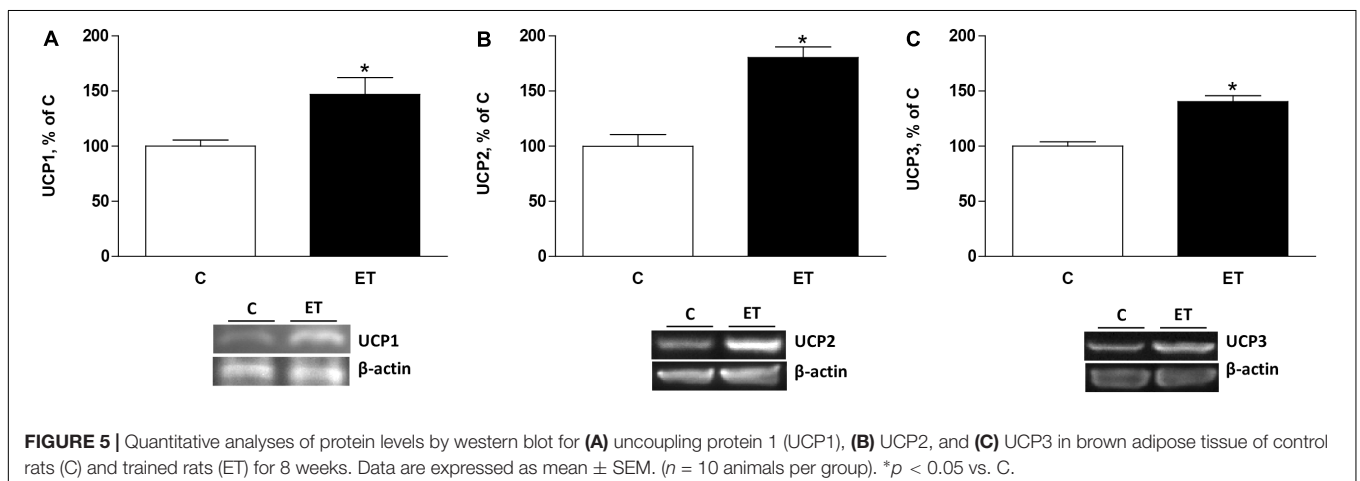 A
200
150
100
50
0
UCP1, % of C
*
C
ET
C ET
UCP1
β-actin
B
200
150
100
50
0
UCP2, % of C
*
C
ET
C ET
UCP2
β-actin
C
200
150
100
50
0
UCP3, % of C
*
C
ET
C ET
UCP3
β-actin
FIGURE 5 | Quantitative analyses of protein levels by western blot for (A) uncoupling protein 1 (UCP1), (B) UCP2, and (C) UCP3 in brown adipose tissue of control
rats (C) and trained rats (ET) for 8 weeks. Data are expressed as mean ± SEM. (n = 10 animals per group). *p < 0.05 vs. C.